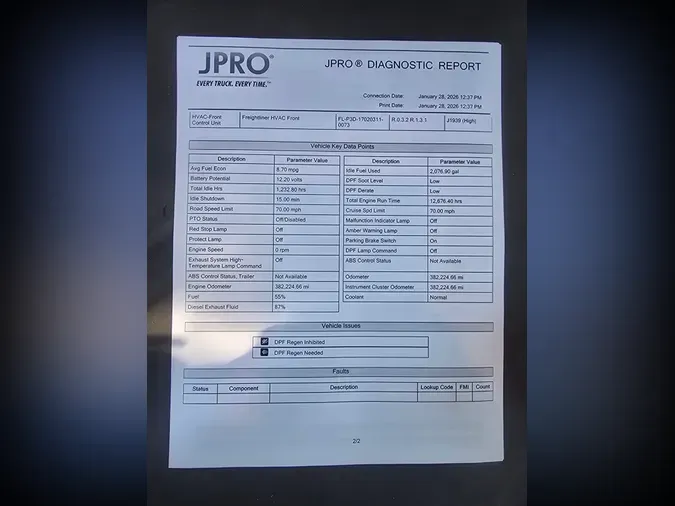 JPRO®
EVERY TRUCK. EVERY TIME.™
JPRO ® DIAGNOSTIC REPORT
Connection Date: January 28, 2026 12:37 PM
Print Date: January 28, 2026 12:37 PM
HVAC-Front Control Unit Freightliner HVAC Front FL-P3D-17020311-0073 R.0.3.2.R.1.3.1 J1939 (High)
Vehicle Key Data Points
Description Parameter Value Description Parameter Value
Avg Fuel Econ 8.70 mpg Idle Fuel Used 2,076.90 gal
Battery Potential 12.20 volts DPF Soot Level Low
Total Idle Hrs 1,232.80 hrs DPF Derate Low
Idle Shutdown 15.00 min Total Engine Run Time 12,876.40 hrs
Road Speed Limit 70.00 mph Cruise Spd Limit 70.00 mph
PTO Status Off/Disabled Malfunction Indicator Lamp Off
Red Stop Lamp Off Amber Warning Lamp Off
Protect Lamp Off Parking Brake Switch On
Engine Speed 0 rpm DPF Lamp Command Off
Exhaust System High-Temperature Lamp Command Off ABS Control Status Not Available
ABS Control Status, Trailer Not Available Odometer 382,224.66 mi
Engine Odometer 382,224.66 mi Instrument Cluster Odometer 382,224.66 mi
Fuel 55% Coolant Normal
Diesel Exhaust Fluid 87%
Vehicle Issues
DPF Regen Inhibited
DPF Regen Needed
Faults
Status Component Description Lookup Code FMI Count
2/2